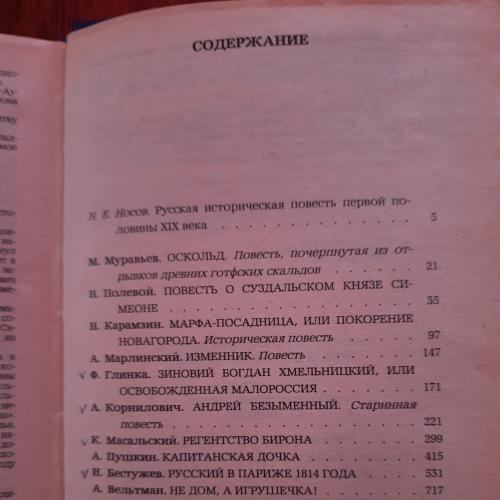 СОДЕРЖАНИЕ
Н. Е. Носов. Русская историческая повесть первой по-
ловины XIX века . . . . . . . . . . . . 5
М. Муравьев. ОСКОЛЬД. Повесть, почерпнутая из от-
рывков древних готфских скальдов . . . . . . 21
Н. Полевой. ПОВЕСТЬ О СУЗДАЛЬСКОМ КНЯЗЕ СИ-
МЕОНЕ . . . . . . . . . . . . . . . 35
Н. Карамзин. МАРФА-ПОСАДНИЦА, ИЛИ ПОКОРЕНИЕ
НОВАГОРОДА. Историческая повесть . . . . . . 97
А. Марлинский. ИЗМЕННИК. Повесть . . . . . . 147
Ф. Глинка. ЗИНОВИЙ БОГДАН ХМЕЛЬНИЦКИЙ, ИЛИ
ОСВОБОЖДЕННАЯ МАЛОРОССИЯ . . . . . . 171
А. Корнилович. АНДРЕЙ БЕЗЫМЕННЫЙ. Старинная
повесть . . . . . . . . . . . . . . 221
К. Масальский. РЕГЕНТСТВО БИРОНА . . . . . . 299
А. Пушкин. КАПИТАНСКАЯ ДОЧКА . . . . . . 415
Н. Бестужев. РУССКИЙ В ПАРИЖЕ 1814 ГОДА . . . . 531
А. Вельтман. НЕ ДОМ, А ИГРУШЕЧКА! . . . . . . 717